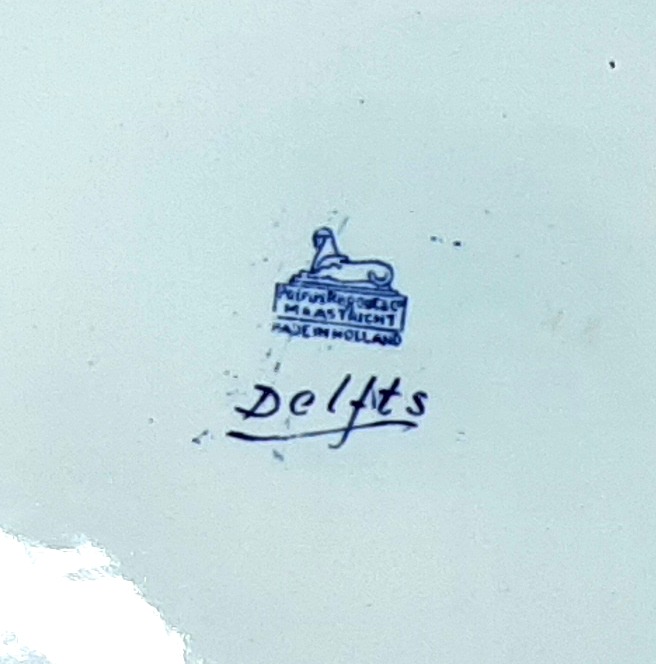 Petrus Regout & Co
MAASTRICHT
MADE IN HOLLAND
Delfts